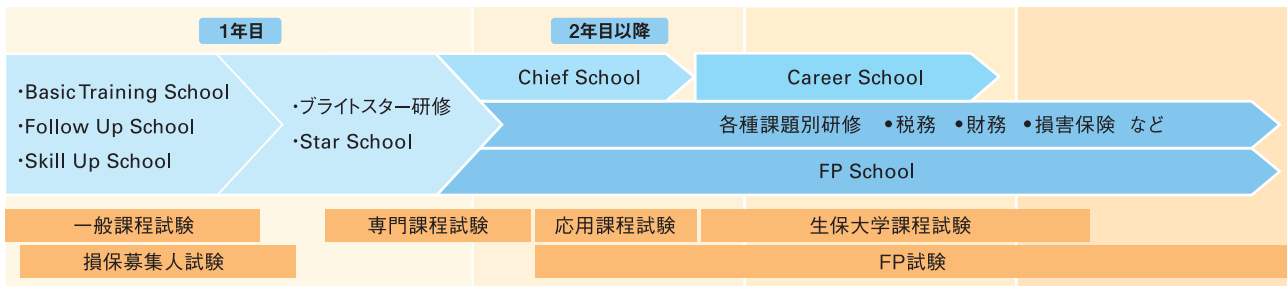 1年目
2年目以降
・Basic Training School
・Follow Up School
・Skill Up School
・ブライトスター研修
・Star School
Chief School
Career School
各種課題別研修 ●税務 ●財務 ●損害保険 など
FP School
一般課程試験
専門課程試験
応用課程試験
生保大学課程試験
損保募集人試験
FP試験